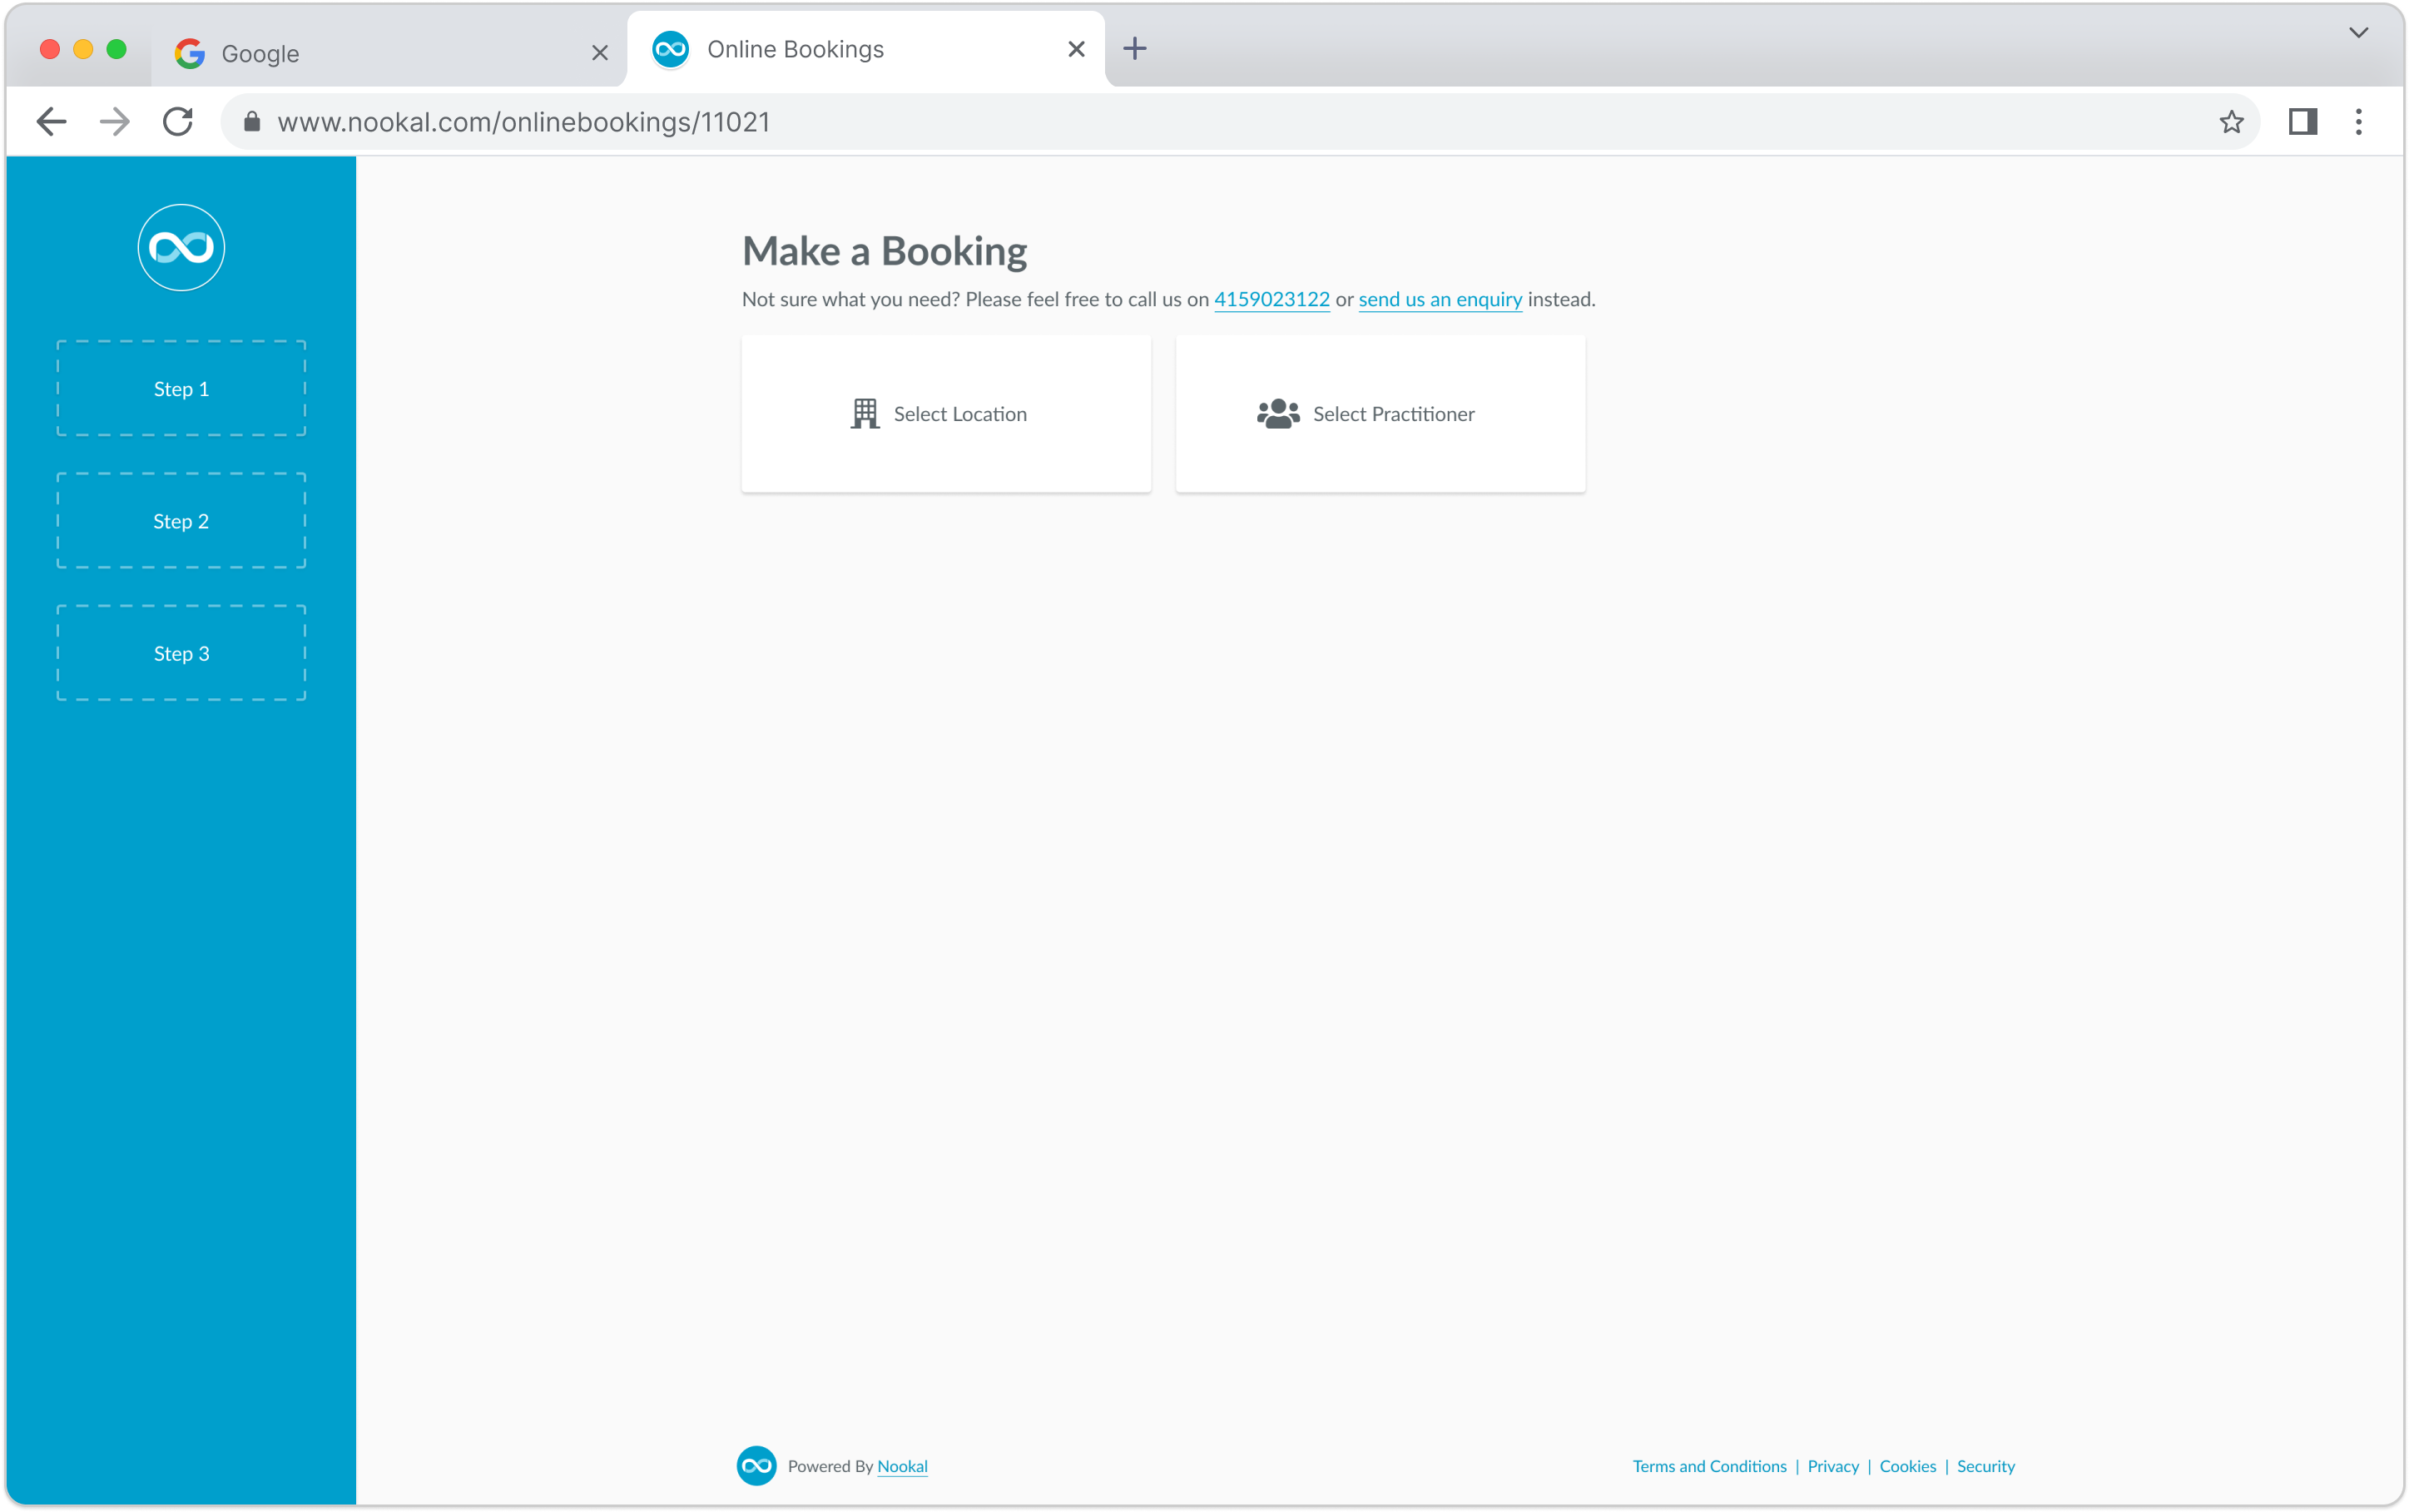 Google
Online Bookings
www.nookal.com/onlinebookings/11021
Step 1
Step 2
Step 3
Make a Booking
Not sure what you need? Please feel free to call us on 4159023122 or send us an enquiry instead.
Select Location
Select Practitioner
Powered By Nookal
Terms and Conditions | Privacy | Cookies | Security